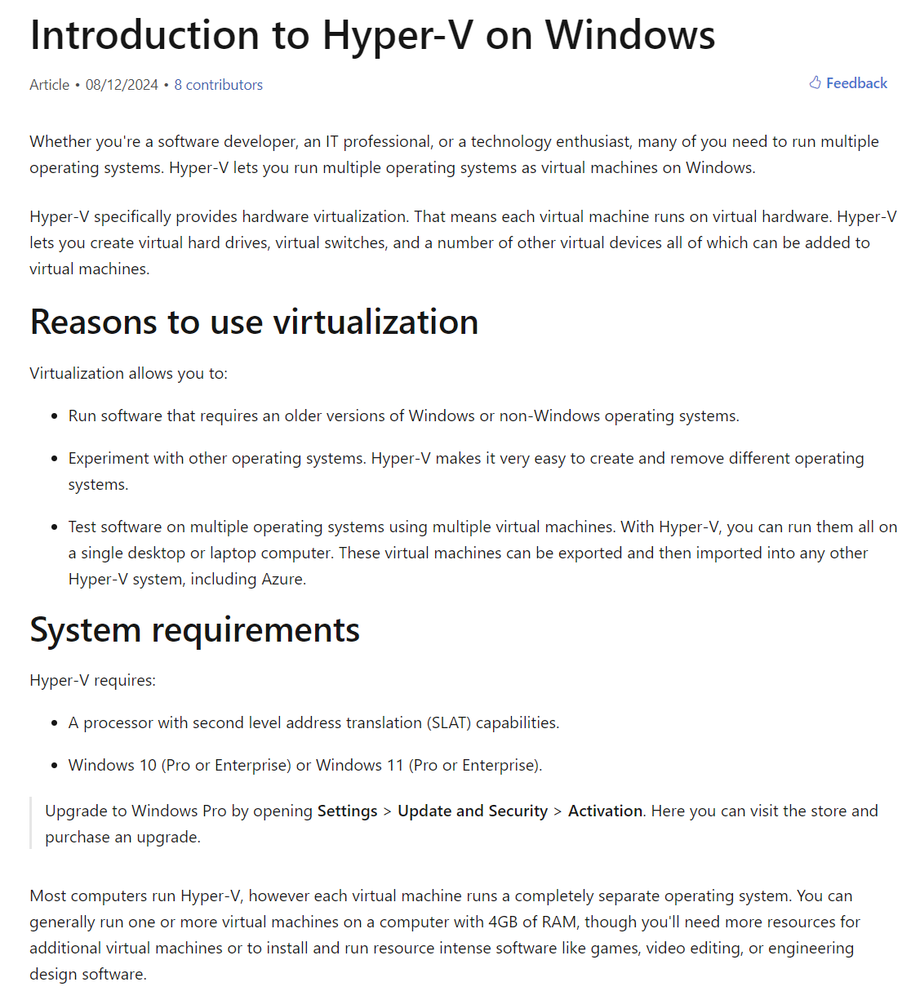 Introduction to Hyper-V on Windows
Article • 08/12/2024 • 8 contributors
Feedback
Whether you're a software developer, an IT professional, or a technology enthusiast, many of you need to run multiple
operating systems. Hyper-V lets you run multiple operating systems as virtual machines on Windows.
Hyper-V specifically provides hardware virtualization. That means each virtual machine runs on virtual hardware. Hyper-V
lets you create virtual hard drives, virtual switches, and a number of other virtual devices all of which can be added to
virtual machines.
Reasons to use virtualization
Virtualization allows you to:
• Run software that requires an older versions of Windows or non-Windows operating systems.
• Experiment with other operating systems. Hyper-V makes it very easy to create and remove different operating
systems.
• Test software on multiple operating systems using multiple virtual machines. With Hyper-V, you can run them all on
a single desktop or laptop computer. These virtual machines can be exported and then imported into any other
Hyper-V system, including Azure.
System requirements
Hyper-V requires:
• A processor with second level address translation (SLAT) capabilities.
• Windows 10 (Pro or Enterprise) or Windows 11 (Pro or Enterprise).
Upgrade to Windows Pro by opening Settings > Update and Security > Activation. Here you can visit the store and
purchase an upgrade.
Most computers run Hyper-V, however each virtual machine runs a completely separate operating system. You can
generally run one or more virtual machines on a computer with 4GB of RAM, though you'll need more resources for
additional virtual machines or to install and run resource intense software like games, video editing, or engineering
design software.